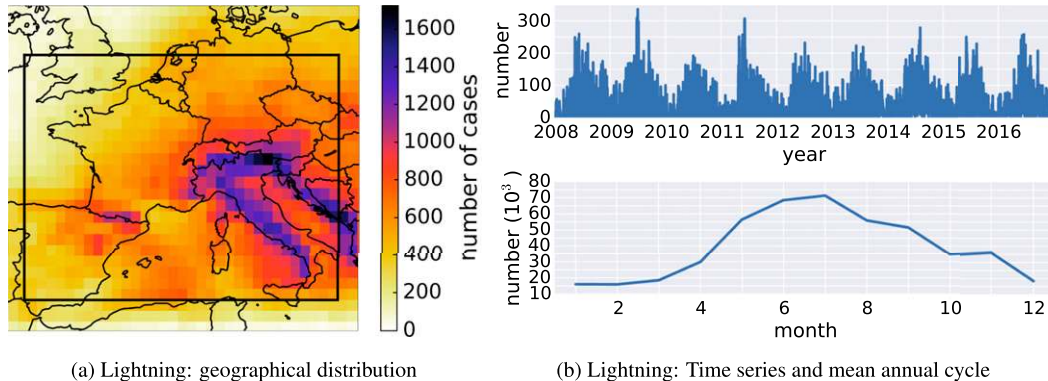 1600
1400
1200
1000
800
600
400
200
0
number of cases
(a) Lightning: geographical distribution
number
300
200
100
0
2008 2009 2010 2011 2012 2013 2014 2015 2016
year
number (10³ )
80
70
60
50
40
30
20
10
2 4 6 8 10 12
month
(b) Lightning: Time series and mean annual cycle